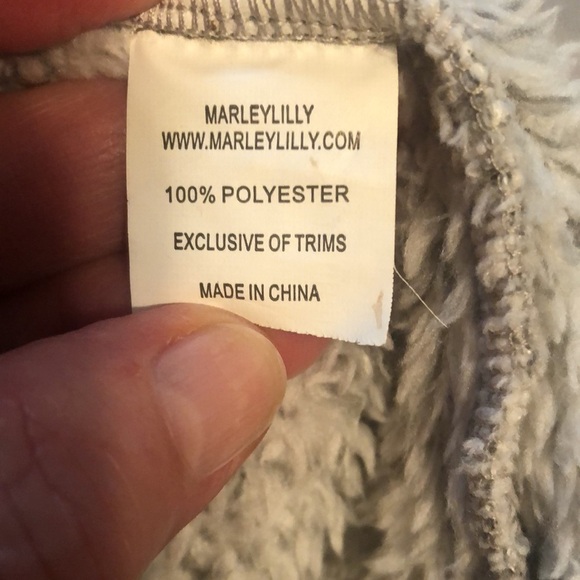 MARLEYLILLY
WWW.MARLEYLILLY.COM
100% POLYESTER
EXCLUSIVE OF TRIMS
MADE IN CHINA